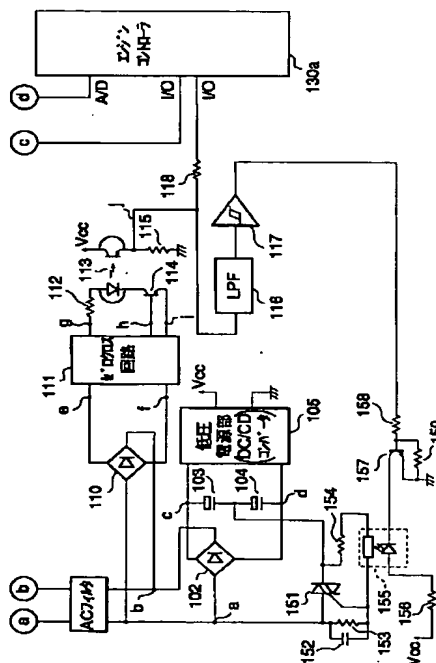 ⓓ
ⓒ
A/D
I/O
I/O
エンジン
コントローラ
130a
118
j
Vcc
115
113
112
114
g
h
i
117
LPF
116
111
ゼロクロス
回路
e
f
110
Vcc
低圧
電源部
(DC/CD
コンバータ)
105
103
104
c
d
102
ⓑ
ⓐ
ACフィルタ
b
a
151
152
153
154
155
156
Vcc
157
158
159